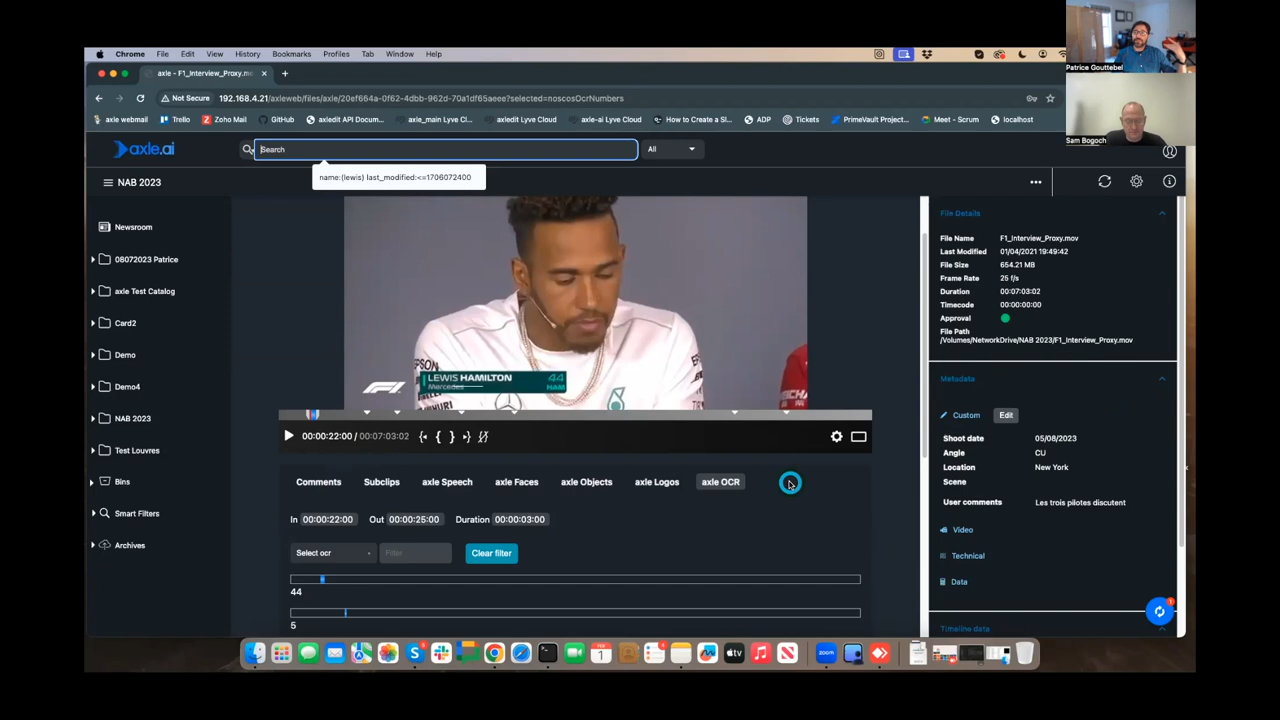 Chrome File Edit View History Bookmarks Profiles Tab Window Help
Patrice Gouttebel
axle - F1_Interview_Proxy.mo
Not Secure 192.168.4.21/axleweb/files/axle/20ef664a-0f62-4dbb-962d-70a1df65aeee?selected=noscosOcrNumbers
axle webmail Trello Zoho Mail GitHub axledit API Docum... axle_main Lyve Clou... axledit Lyve Cloud axle-ai Lyve Cloud How to Create a Sl... ADP Tickets PrimeVault Project... Meet - Scrum localhost
Sam Bogoch
axle.ai Search All
name:(lewis) last_modified:<=1706072400
NAB 2023
Newsroom
08072023 Patrice
axle Test Catalog
Card2
Demo
Demo4
NAB 2023
Test Louvres
Bins
Smart Filters
Archives
EPSON
LEWIS HAMILTON 44
Mercedes HAM
00:00:22:00 / 00:07:03:02
Comments Subclips axle Speech axle Faces axle Objects axle Logos axle OCR
In 00:00:22:00 Out 00:00:25:00 Duration 00:00:03:00
Select ocr Filter Clear filter
44
5
File Details
File Name F1_Interview_Proxy.mov
Last Modified 01/04/2021 19:49:42
File Size 654.21 MB
Frame Rate 25 f/s
Duration 00:07:03:02
Timecode 00:00:00:00
Approval
File Path
/Volumes/NetworkDrive/NAB 2023/F1_Interview_Proxy.mov
Metadata
Custom Edit
Shoot date 05/08/2023
Angle CU
Location New York
Scene
User comments Les trois pilotes discutent
Video
Technical
Data
Timeline data
zoom